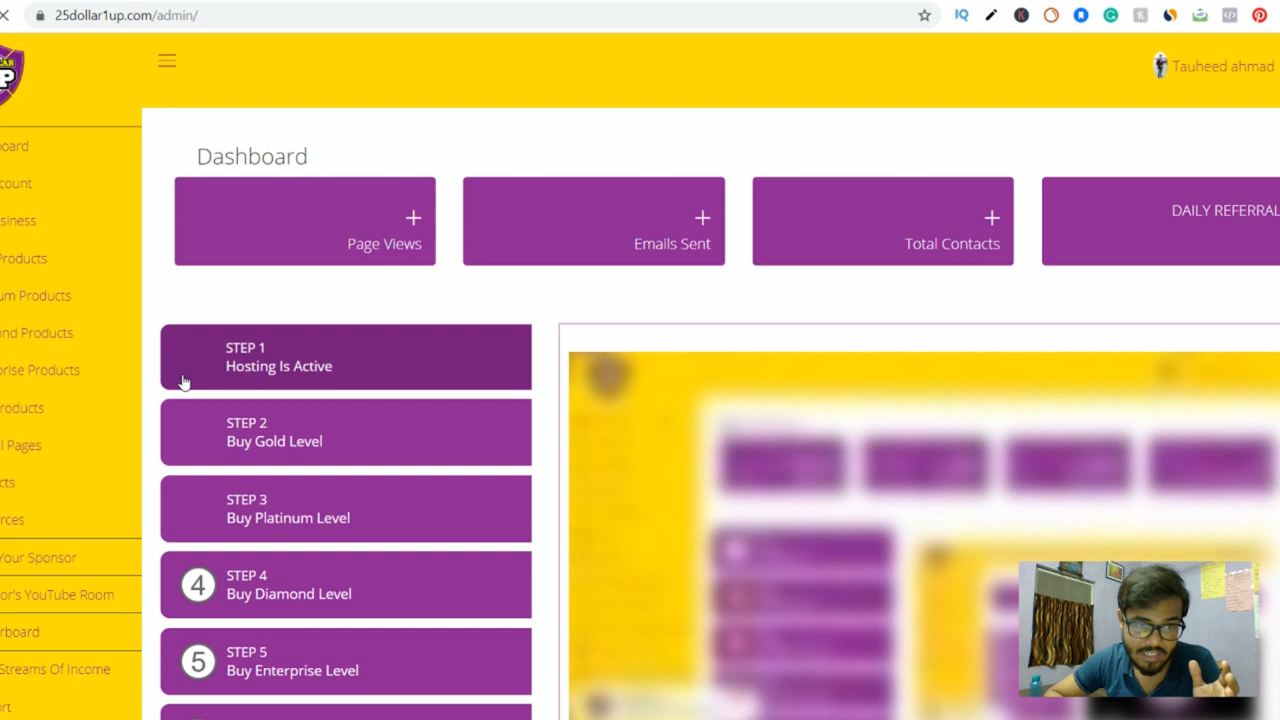 25dollar1up.com/admin/
IQ
Tauheed ahmad
Dashboard
Page Views
Emails Sent
Total Contacts
DAILY REFERRAL
oard
count
siness
Products
um Products
nd Products
rise Products
roducts
l Pages
cts
rces
Your Sponsor
or's YouTube Room
rboard
Streams Of Income
rt
STEP 1
Hosting Is Active
STEP 2
Buy Gold Level
STEP 3
Buy Platinum Level
4
STEP 4
Buy Diamond Level
5
STEP 5
Buy Enterprise Level